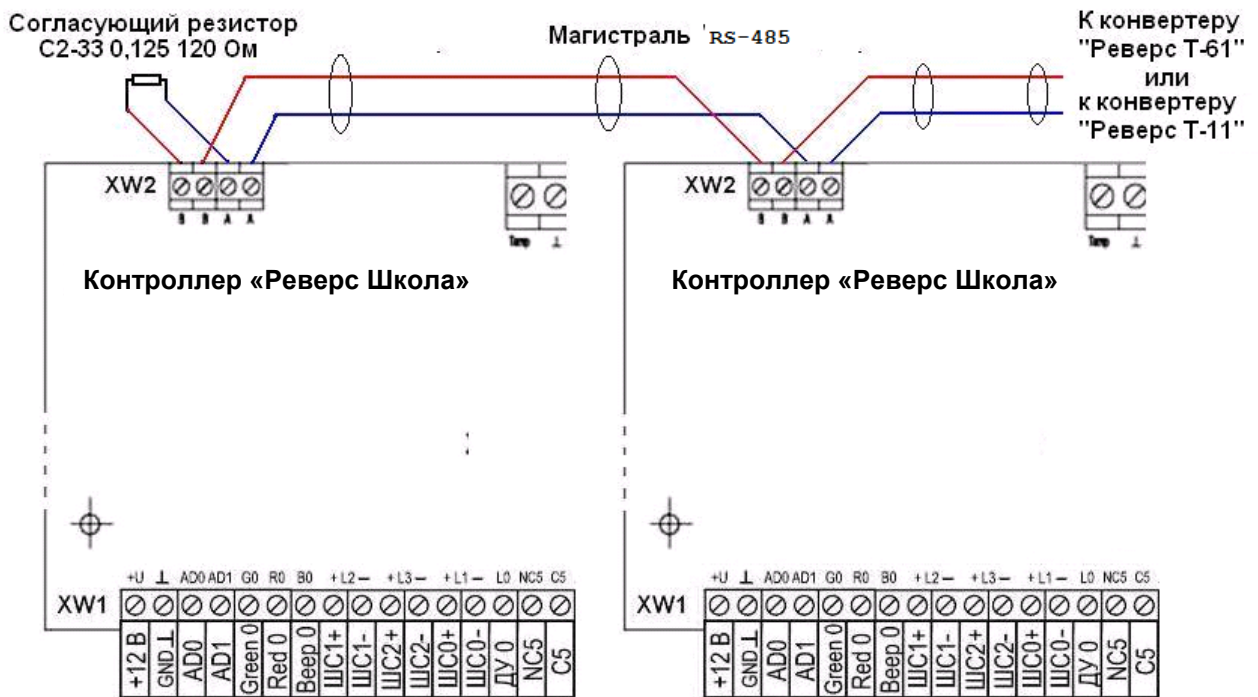 Согласующий резистор
С2-33 0,125 120 Ом
Магистраль 'RS-485
К конвертеру
"Реверс Т-61"
или
к конвертеру
"Реверс Т-11"
XW2
B B A A
Tamp ⊥
XW2
B B A A
Tamp ⊥
Контроллер «Реверс Школа»
Контроллер «Реверс Школа»
+U ⊥ AD0 AD1 G0 R0 B0 + L2 – + L3 – + L1 – L0 NC5 C5
XW1
+12 В
GND⊥
AD0
AD1
Green 0
Red 0
Beep 0
ШС1+
ШС1-
ШС2+
ШС2-
ШС0+
ШС0-
ДУ 0
NC5
C5
+U ⊥ AD0 AD1 G0 R0 B0 + L2 – + L3 – + L1 – L0 NC5 C5
XW1
+12 В
GND⊥
AD0
AD1
Green 0
Red 0
Beep 0
ШС1+
ШС1-
ШС2+
ШС2-
ШС0+
ШС0-
ДУ 0
NC5
C5